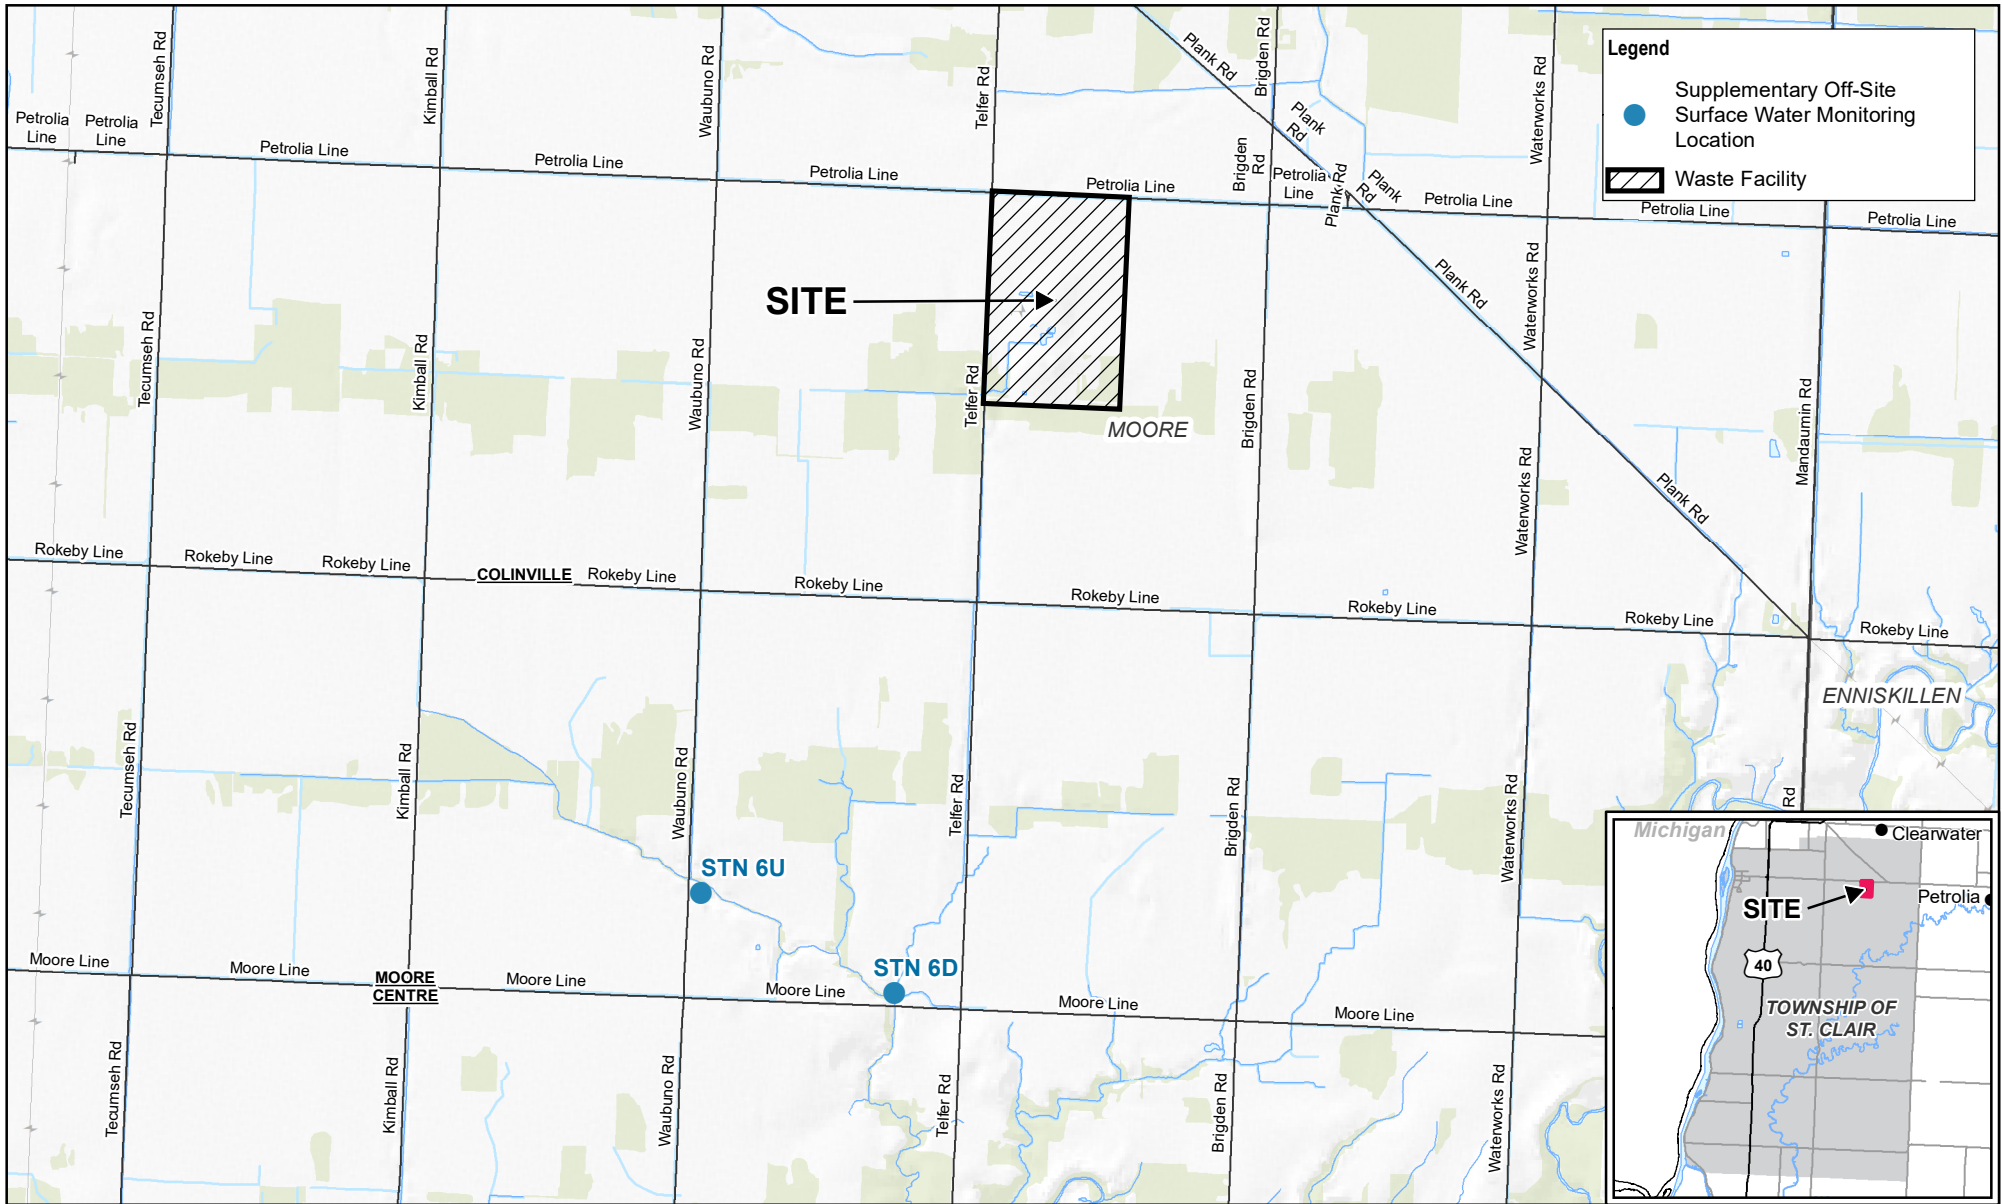 Legend
Supplementary Off-Site
Surface Water Monitoring
Location
Waste Facility
Tecumseh Rd
Kimball Rd
Waubuno Rd
Telfer Rd
Plank Rd
Brigden Rd
Waterworks Rd
Petrolia
Line
Petrolia
Line
Petrolia Line
Petrolia Line
Petrolia Line
Petrolia Line
Plank
Rd
Brigden
Rd
Petrolia
Line
Plank Rd
Plank
Rd
Petrolia Line
Petrolia Line
Petrolia Line
SITE
Plank Rd
Waterworks Rd
Tecumseh Rd
Kimball Rd
Waubuno Rd
Telfer Rd
Brigden Rd
Mandaumin Rd
MOORE
Waterworks Rd
Plank Rd
Rokeby Line
Rokeby Line
Rokeby Line
COLINVILLE
Rokeby Line
Rokeby Line
Rokeby Line
Rokeby Line
Rokeby Line
Rokeby Line
ENNISKILLEN
Tecumseh Rd
Kimball Rd
Waubuno Rd
Telfer Rd
Brigden Rd
Waterworks Rd
Rd
STN 6U
STN 6D
Moore Line
Moore Line
MOORE
CENTRE
Moore Line
Moore Line
Moore Line
Moore Line
Tecumseh Rd
Kimball Rd
Waubuno Rd
Telfer Rd
Brigden Rd
Waterworks Rd
Michigan
Clearwater
Petrolia
SITE
40
TOWNSHIP OF
ST. CLAIR